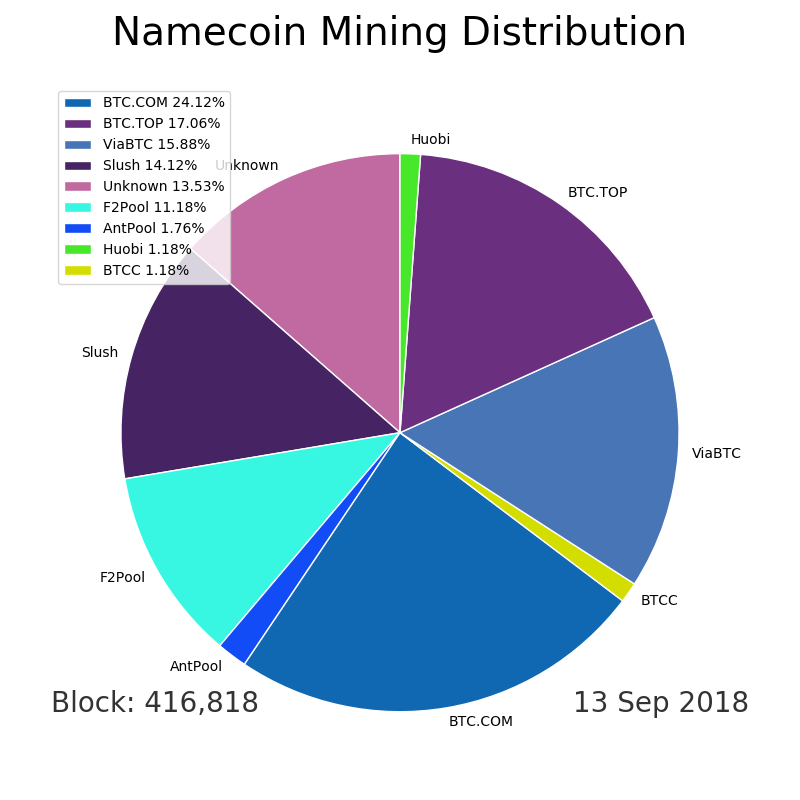 Namecoin Mining Distribution
BTC.COM 24.12%
BTC.TOP 17.06%
ViaBTC 15.88%
Slush 14.12%
Unknown 13.53%
F2Pool 11.18%
AntPool 1.76%
Huobi 1.18%
BTCC 1.18%
Huobi
Unknown
BTC.TOP
Slush
ViaBTC
F2Pool
BTCC
AntPool
BTC.COM
Block: 416,818
13 Sep 2018